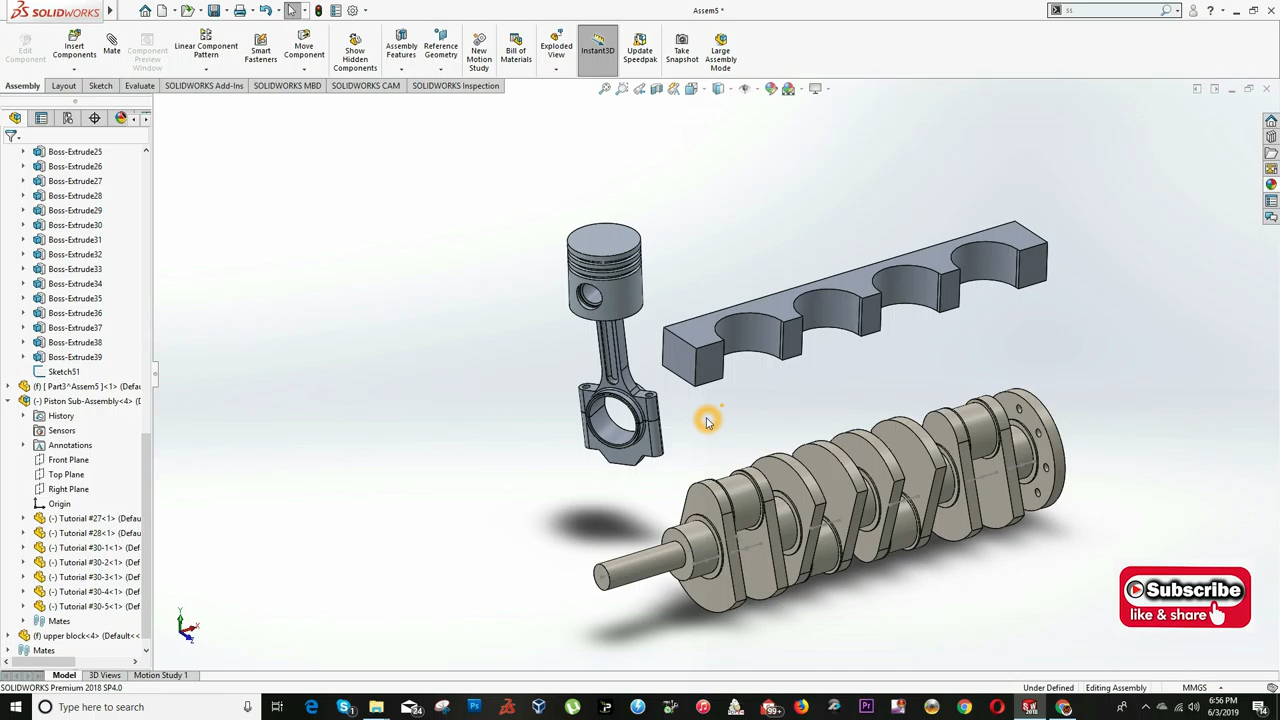 SOLIDWORKS
Assem5 *
ss
Edit Component
Insert Components
Mate
Component Preview Window
Linear Component Pattern
Smart Fasteners
Move Component
Show Hidden Components
Assembly Features
Reference Geometry
New Motion Study
Bill of Materials
Exploded View
Instant3D
Update Speedpak
Take Snapshot
Large Assembly Mode
Assembly
Layout
Sketch
Evaluate
SOLIDWORKS Add-Ins
SOLIDWORKS MBD
SOLIDWORKS CAM
SOLIDWORKS Inspection
Boss-Extrude25
Boss-Extrude26
Boss-Extrude27
Boss-Extrude28
Boss-Extrude29
Boss-Extrude30
Boss-Extrude31
Boss-Extrude32
Boss-Extrude33
Boss-Extrude34
Boss-Extrude35
Boss-Extrude36
Boss-Extrude37
Boss-Extrude38
Boss-Extrude39
Sketch51
(f) [ Part3^Assem5 ]<1> (Defau
(-) Piston Sub-Assembly<4> (D
History
Sensors
Annotations
Front Plane
Top Plane
Right Plane
Origin
(-) Tutorial #27<1> (Defau
(-) Tutorial #28<1> (Defau
(-) Tutorial #30-1<1> (Def
(-) Tutorial #30-2<1> (Def
(-) Tutorial #30-3<1> (Def
(-) Tutorial #30-4<1> (Def
(-) Tutorial #30-5<1> (Def
Mates
(f) upper block<4> (Default<<
Mates
Y
X
Z
Subscribe
like & share
Model
3D Views
Motion Study 1
SOLIDWORKS Premium 2018 SP4.0
Under Defined
Editing Assembly
MMGS
Type here to search
99+
6:56 PM
6/3/2019